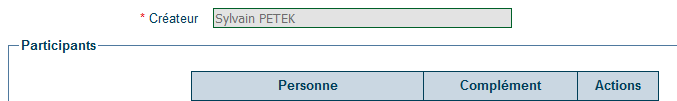 * Créateur Sylvain PETEK
Participants
Personne Complément Actions